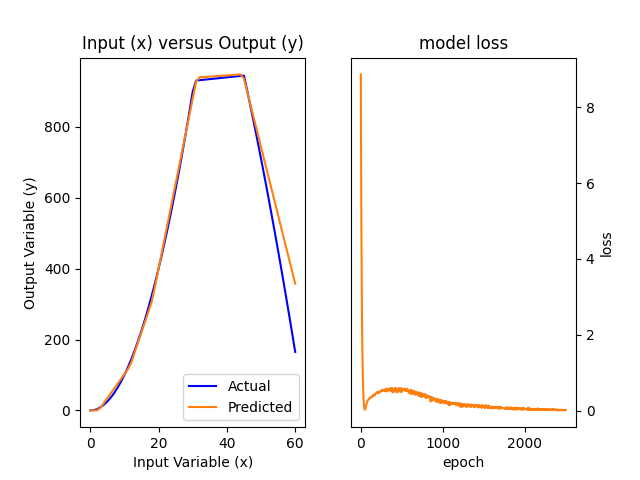 Input (x) versus Output (y)
Output Variable (y)
800
600
400
200
0
0
20
40
60
Input Variable (x)
Actual
Predicted
model loss
8
6
4
2
0
loss
0
1000
2000
epoch